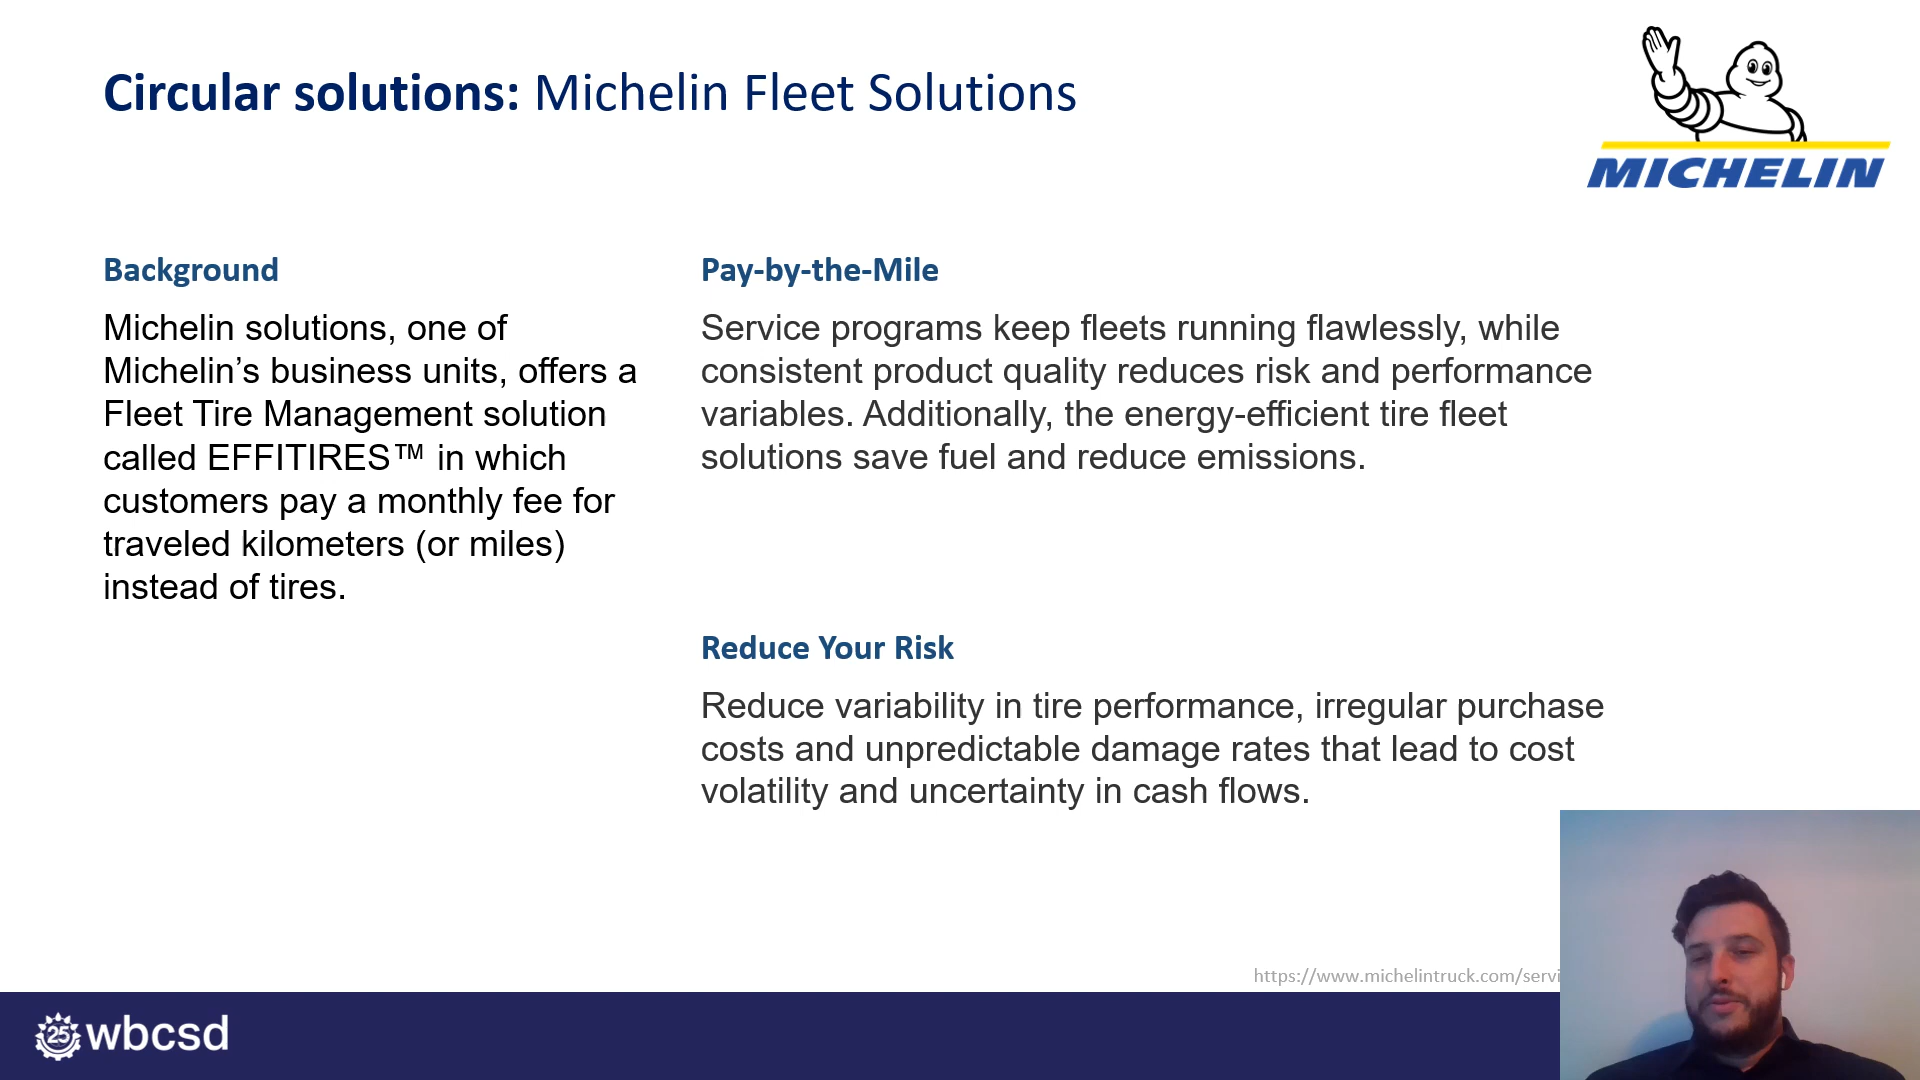 Circular solutions: Michelin Fleet Solutions
MICHELIN
Background
Michelin solutions, one of
Michelin’s business units, offers a
Fleet Tire Management solution
called EFFITIRES™ in which
customers pay a monthly fee for
traveled kilometers (or miles)
instead of tires.
Pay-by-the-Mile
Service programs keep fleets running flawlessly, while
consistent product quality reduces risk and performance
variables. Additionally, the energy-efficient tire fleet
solutions save fuel and reduce emissions.
Reduce Your Risk
Reduce variability in tire performance, irregular purchase
costs and unpredictable damage rates that lead to cost
volatility and uncertainty in cash flows.
https://www.michelintruck.com/servi
25 wbcsd